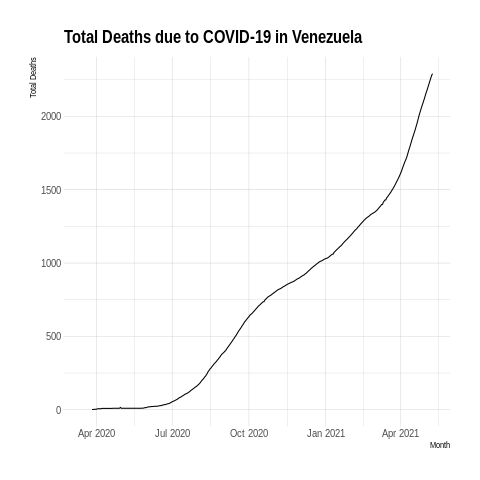 Total Deaths due to COVID-19 in Venezuela
Total Deaths
2000
1500
1000
500
0
Apr 2020 Jul 2020 Oct 2020 Jan 2021 Apr 2021
Month